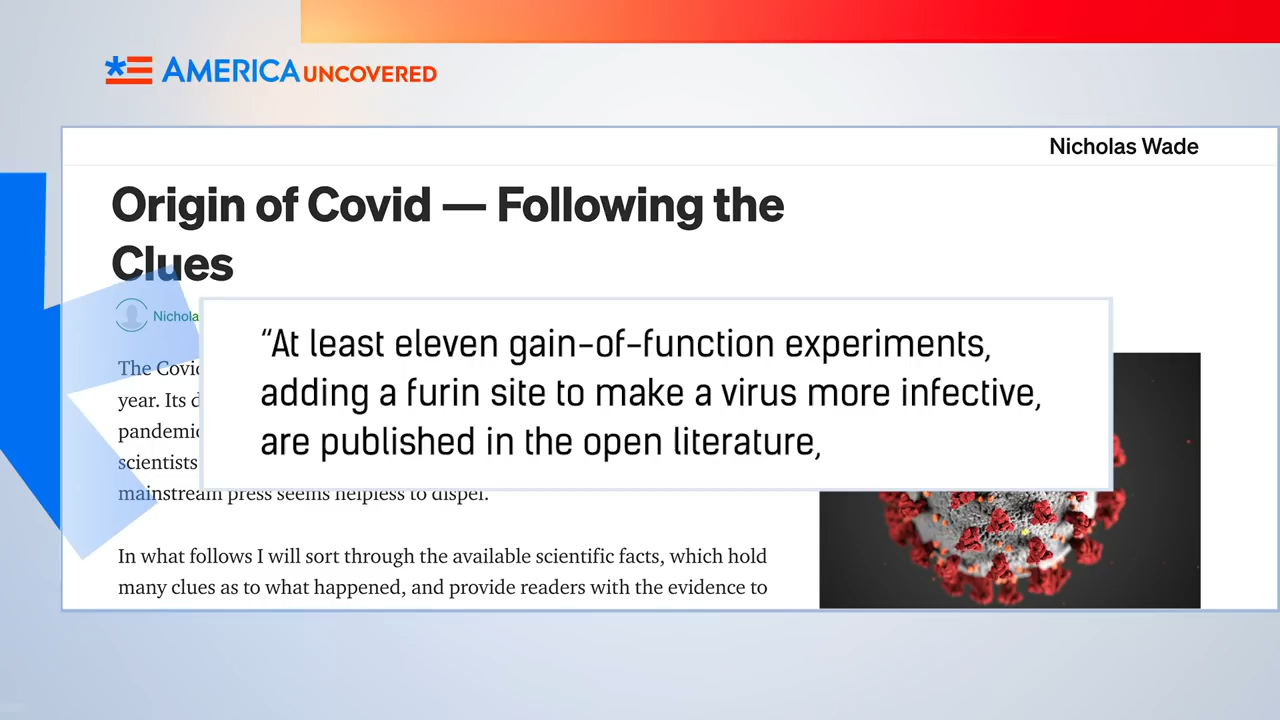 AMERICA UNCOVERED
Nicholas Wade
Origin of Covid — Following the
Clues
Nichola
“At least eleven gain-of-function experiments,
adding a furin site to make a virus more infective,
are published in the open literature,
The Covid
year. Its d
pandemic
scientists
mainstream press seems helpless to dispel.
In what follows I will sort through the available scientific facts, which hold
many clues as to what happened, and provide readers with the evidence to